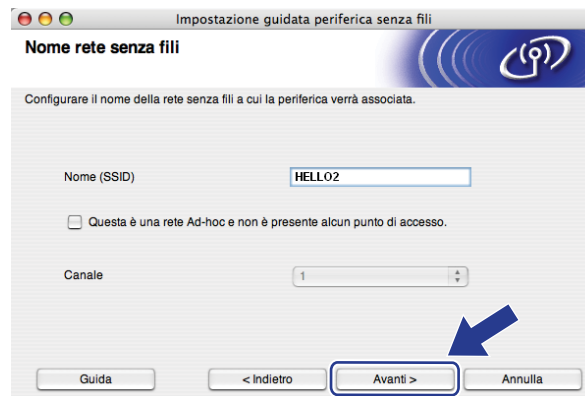 Impostazione guidata periferica senza fili
Nome rete senza fili
Configurare il nome della rete senza fili a cui la periferica verrà associata.
Nome (SSID)
HELLO2
Questa è una rete Ad-hoc e non è presente alcun punto di accesso.
Canale
1
Guida
< Indietro
Avanti >
Annulla